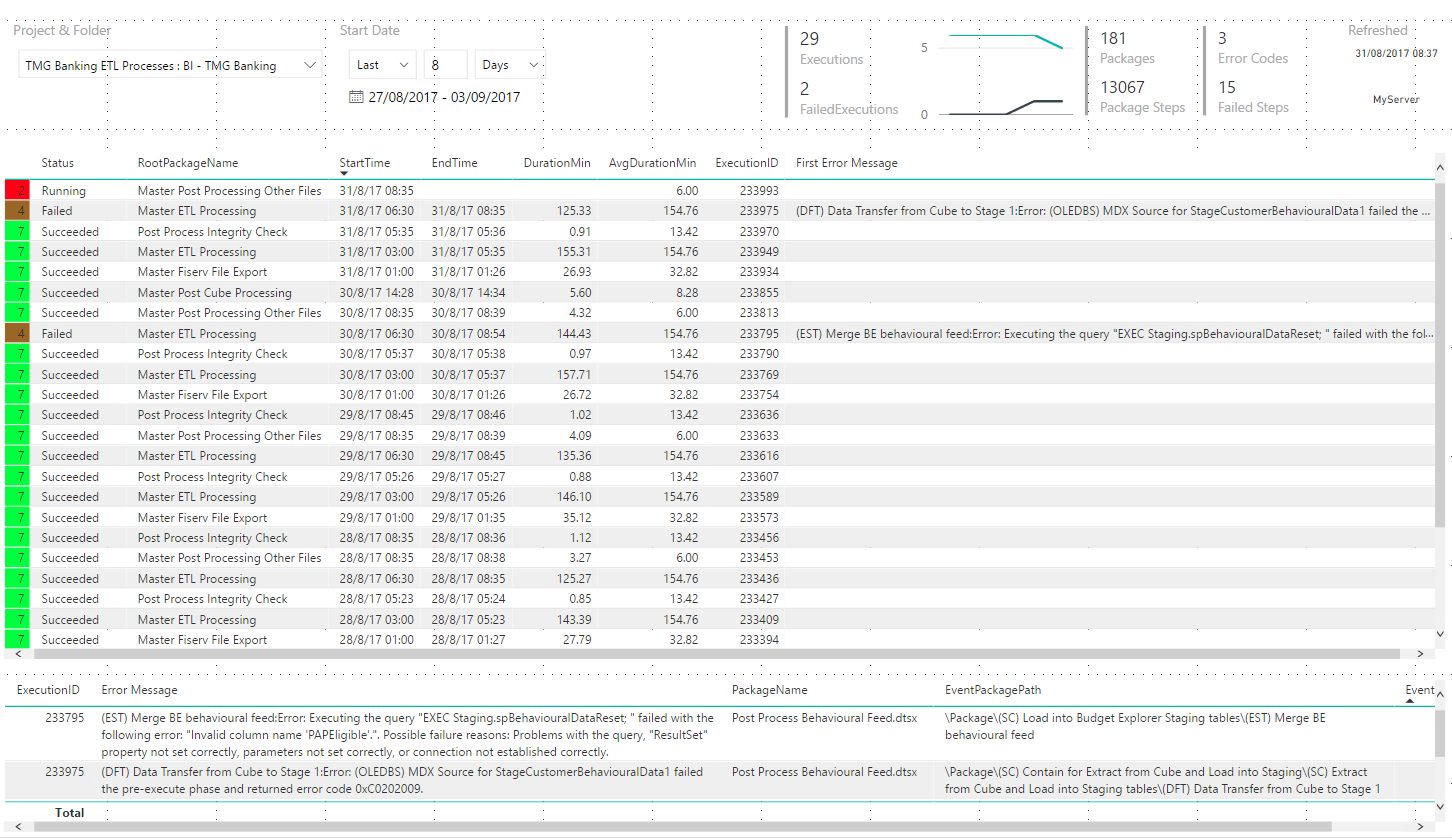 Project & Folder
Start Date
TMG Banking ETL Processes : BI - TMG Banking
Last 8 Days
27/08/2017 - 03/09/2017
29
Executions
2
FailedExecutions
5
0
181
Packages
13067
Package Steps
3
Error Codes
15
Failed Steps
Refreshed
31/08/2017 08:37
MyServer
Status RootPackageName StartTime EndTime DurationMin AvgDurationMin ExecutionID First Error Message
2 Running Master Post Processing Other Files 31/8/17 08:35 6.00 233993
4 Failed Master ETL Processing 31/8/17 06:30 31/8/17 08:35 125.33 154.76 233975 (DFT) Data Transfer from Cube to Stage 1:Error: (OLEDBS) MDX Source for StageCustomerBehaviouralData1 failed the ...
7 Succeeded Post Process Integrity Check 31/8/17 05:35 31/8/17 05:36 0.91 13.42 233970
7 Succeeded Master ETL Processing 31/8/17 03:00 31/8/17 05:35 155.31 154.76 233949
7 Succeeded Master Fiserv File Export 31/8/17 01:00 31/8/17 01:26 26.93 32.82 233934
7 Succeeded Master Post Cube Processing 30/8/17 14:28 30/8/17 14:34 5.60 8.28 233855
7 Succeeded Master Post Processing Other Files 30/8/17 08:35 30/8/17 08:39 4.32 6.00 233813
4 Failed Master ETL Processing 30/8/17 06:30 30/8/17 08:54 144.43 154.76 233795 (EST) Merge BE behavioural feed:Error: Executing the query "EXEC Staging.spBehaviouralDataReset; " failed with the fol...
7 Succeeded Post Process Integrity Check 30/8/17 05:37 30/8/17 05:38 0.97 13.42 233790
7 Succeeded Master ETL Processing 30/8/17 03:00 30/8/17 05:37 157.71 154.76 233769
7 Succeeded Master Fiserv File Export 30/8/17 01:00 30/8/17 01:26 26.72 32.82 233754
7 Succeeded Post Process Integrity Check 29/8/17 08:45 29/8/17 08:46 1.02 13.42 233636
7 Succeeded Master Post Processing Other Files 29/8/17 08:35 29/8/17 08:39 4.09 6.00 233633
7 Succeeded Master ETL Processing 29/8/17 06:30 29/8/17 08:45 135.36 154.76 233616
7 Succeeded Post Process Integrity Check 29/8/17 05:26 29/8/17 05:27 0.88 13.42 233607
7 Succeeded Master ETL Processing 29/8/17 03:00 29/8/17 05:26 146.10 154.76 233589
7 Succeeded Master Fiserv File Export 29/8/17 01:00 29/8/17 01:35 35.12 32.82 233573
7 Succeeded Post Process Integrity Check 28/8/17 08:35 28/8/17 08:36 1.12 13.42 233456
7 Succeeded Master Post Processing Other Files 28/8/17 08:35 28/8/17 08:38 3.27 6.00 233453
7 Succeeded Master ETL Processing 28/8/17 06:30 28/8/17 08:35 125.27 154.76 233436
7 Succeeded Post Process Integrity Check 28/8/17 05:23 28/8/17 05:24 0.85 13.42 233427
7 Succeeded Master ETL Processing 28/8/17 03:00 28/8/17 05:23 143.39 154.76 233409
7 Succeeded Master Fiserv File Export 28/8/17 01:00 28/8/17 01:27 27.79 32.82 233394
ExecutionID Error Message PackageName EventPackagePath Event
233795 (EST) Merge BE behavioural feed:Error: Executing the query "EXEC Staging.spBehaviouralDataReset; " failed with the Post Process Behavioural Feed.dtsx \Package\(SC) Load into Budget Explorer Staging tables\(EST) Merge BE
following error: "Invalid column name 'PAPEligible'.". Possible failure reasons: Problems with the query, "ResultSet" behavioural feed
property not set correctly, parameters not set correctly, or connection not established correctly.
233975 (DFT) Data Transfer from Cube to Stage 1:Error: (OLEDBS) MDX Source for StageCustomerBehaviouralData1 failed Post Process Behavioural Feed.dtsx \Package\(SC) Contain for Extract from Cube and Load into Staging\(SC) Extract
the pre-execute phase and returned error code 0xC0202009. from Cube and Load into Staging tables\(DFT) Data Transfer from Cube to Stage 1
Total